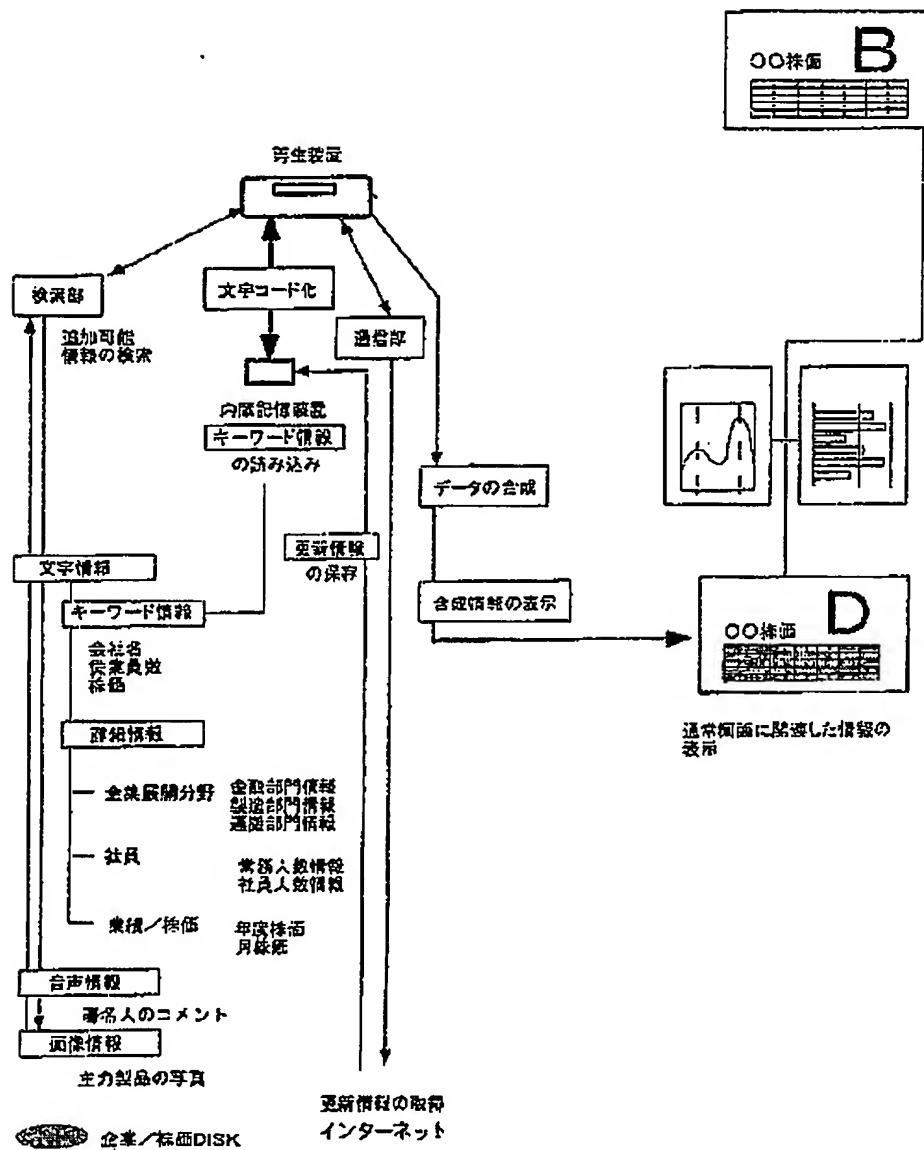 ○○株価
B
再生装置
検索部
文字コード化
通信部
追加可能
情報の検索
内蔵記憶装置
キーワード情報
の読み込み
データの合成
更新情報
の保存
文字情報
キーワード情報
会社名
従業員数
株価
合成情報の表示
○○株価
D
通常画面に関連した情報の
表示
詳細情報
企業展開分野
金融部門情報
製造部門情報
運送部門情報
社員
常務人数情報
社員人数情報
業績/株価
年度株価
月株価
音声情報
著名人のコメント
画像情報
主力製品の写真
更新情報の取得
インターネット
企業/株価DISK